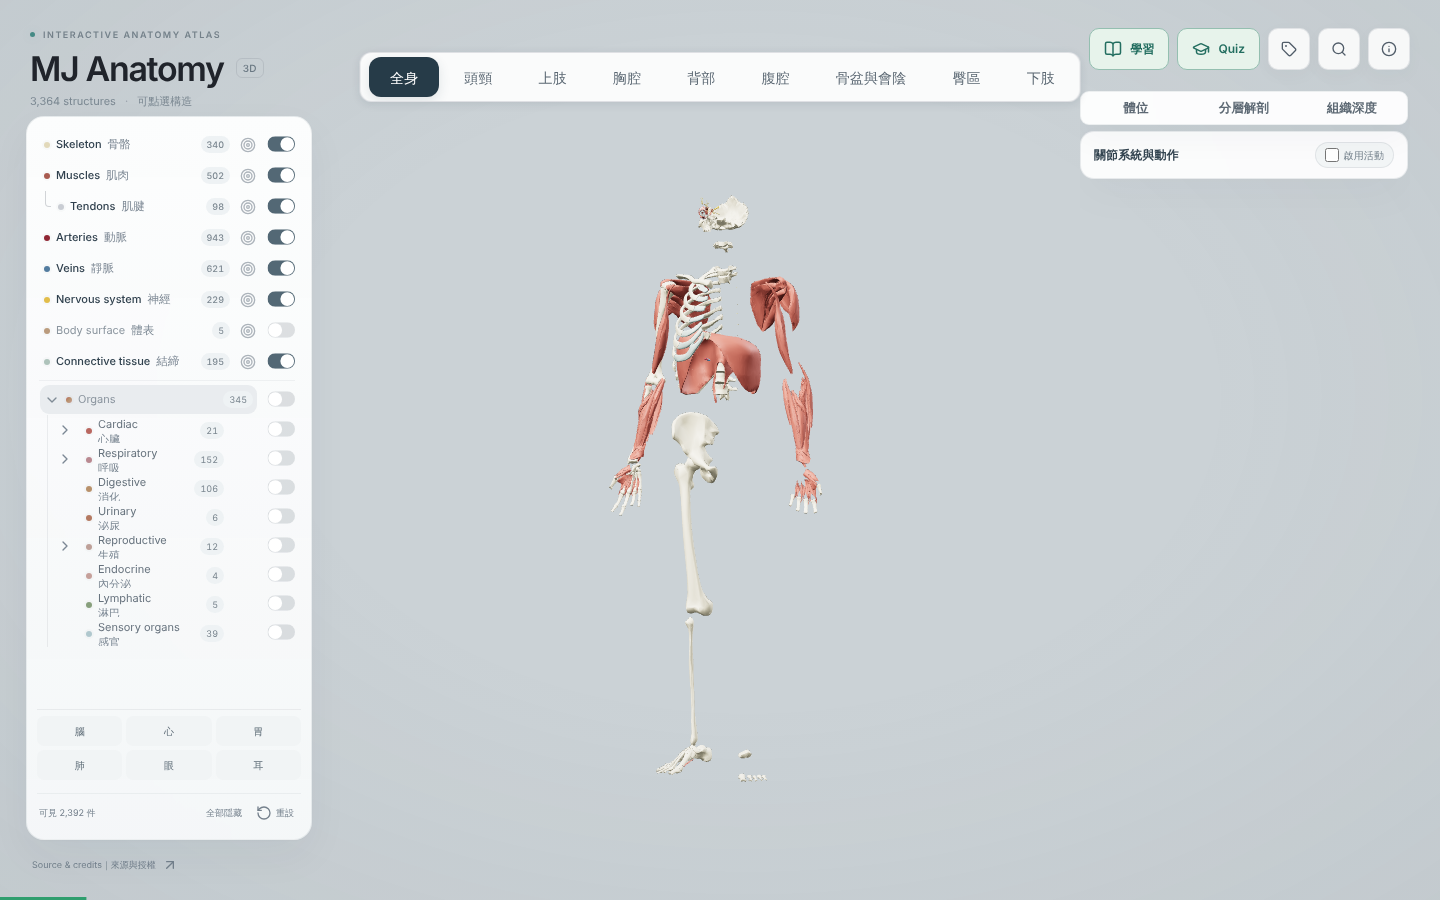 INTERACTIVE ANATOMY ATLAS
MJ Anatomy 3D
3,364 structures · 可點選構造
全身 頭頸 上肢 胸腔 背部 腹腔 骨盆與會陰 臀區 下肢
學習 Quiz
體位 分層解剖 組織深度
關節系統與動作 啟用活動
Skeleton 骨骼 340
Muscles 肌肉 502
Tendons 肌腱 98
Arteries 動脈 943
Veins 靜脈 621
Nervous system 神經 229
Body surface 體表 5
Connective tissue 結締 195
Organs 345
Cardiac 21
心臟
Respiratory 152
呼吸
Digestive 106
消化
Urinary 6
泌尿
Reproductive 12
生殖
Endocrine 4
內分泌
Lymphatic 5
淋巴
Sensory organs 39
感官
腦 心 胃
肺 眼 耳
可見 2,392 件 全部隱藏 重設
Source & credits | 來源與授權